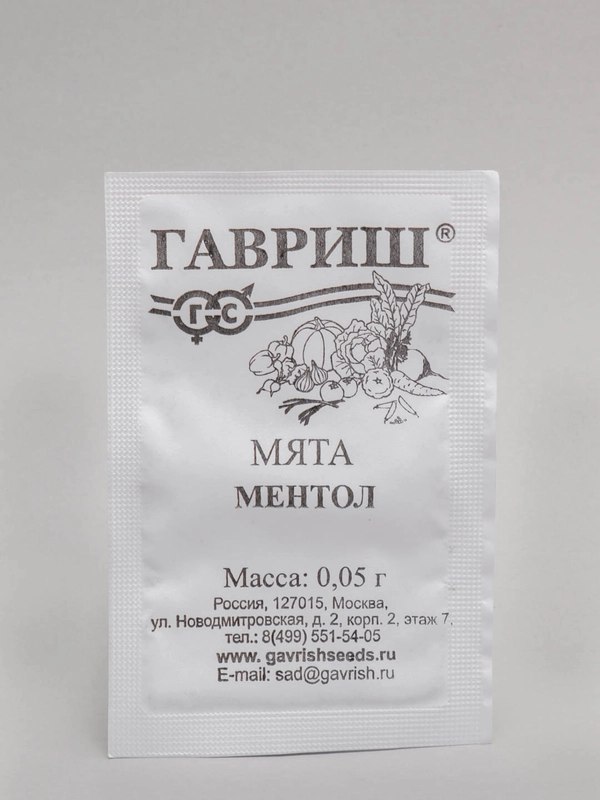 ГАВРИШ®
Г С
МЯТА
МЕНТОЛ
Масса: 0,05 г
Россия, 127015, Москва,
ул. Новодмитровская, д. 2, корп. 2, этаж 7,
тел.: 8(499) 551-54-05
www. gavrishseeds.ru
E-mail: sad@gavrish.ru